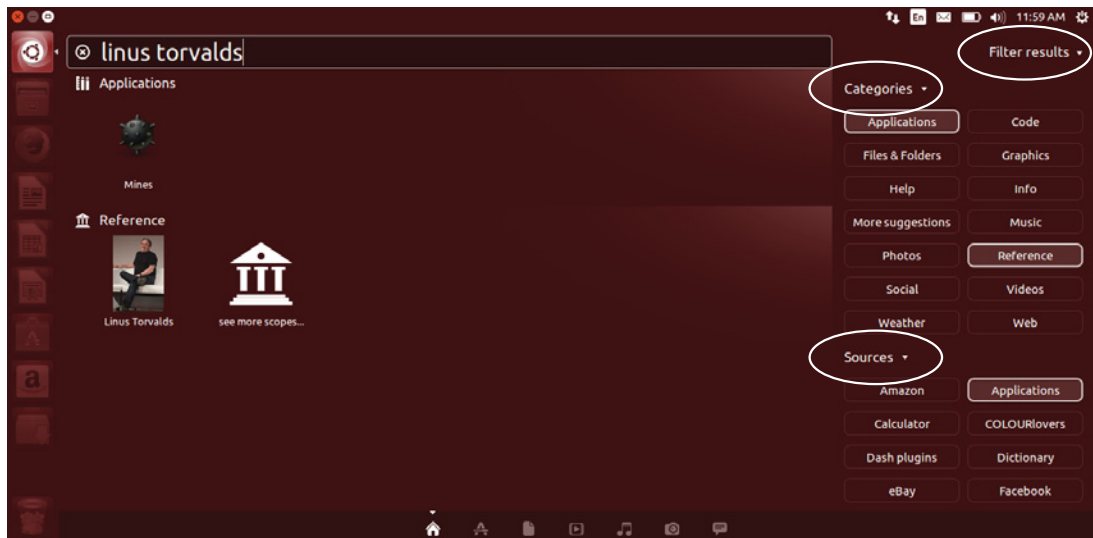 En 11:59 AM
linus torvalds
Filter results
Applications
Categories
Applications Code
Files & Folders Graphics
Mines
Help Info
Reference
More suggestions Music
Photos Reference
Social Videos
Linus Torvalds see more scopes...
Weather Web
Sources
a
Amazon Applications
Calculator COLOURlovers
Dash plugins Dictionary
eBay Facebook